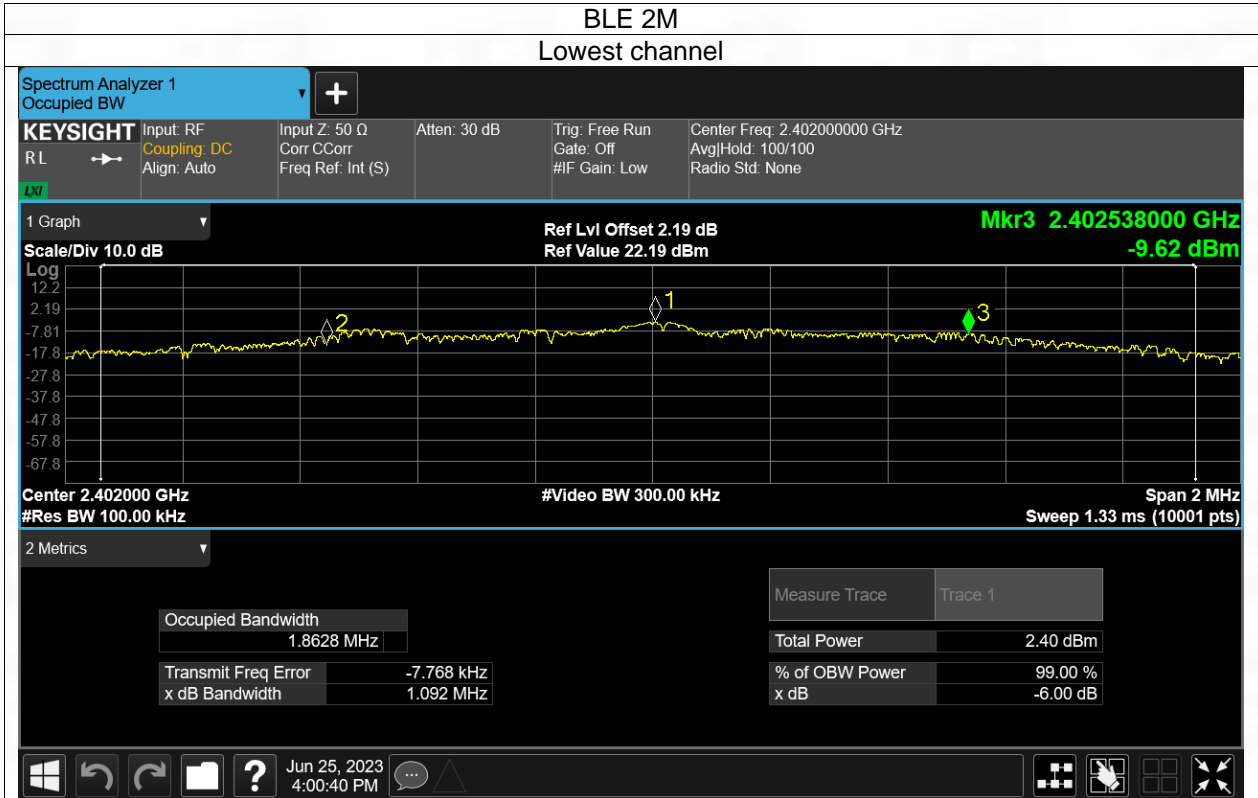 BLE 2M
Lowest channel
Spectrum Analyzer 1
Occupied BW
KEYSIGHT
R L
LXI
Input: RF
Coupling: DC
Align: Auto
Input Z: 50 Ω
Corr CCorr
Freq Ref: Int (S)
Atten: 30 dB
Trig: Free Run
Gate: Off
#IF Gain: Low
Center Freq: 2.402000000 GHz
Avg|Hold: 100/100
Radio Std: None
1 Graph
Scale/Div 10.0 dB
Ref Lvl Offset 2.19 dB
Ref Value 22.19 dBm
Mkr3 2.402538000 GHz
-9.62 dBm
Log
12.2
2.19
-7.81
-17.8
-27.8
-37.8
-47.8
-57.8
-67.8
1
2
3
Center 2.402000 GHz
#Video BW 300.00 kHz
Span 2 MHz
#Res BW 100.00 kHz
Sweep 1.33 ms (10001 pts)
2 Metrics
Measure Trace Trace 1
Occupied Bandwidth
1.8628 MHz
Total Power 2.40 dBm
Transmit Freq Error -7.768 kHz
% of OBW Power 99.00 %
x dB Bandwidth 1.092 MHz
x dB -6.00 dB
?
Jun 25, 2023
4:00:40 PM